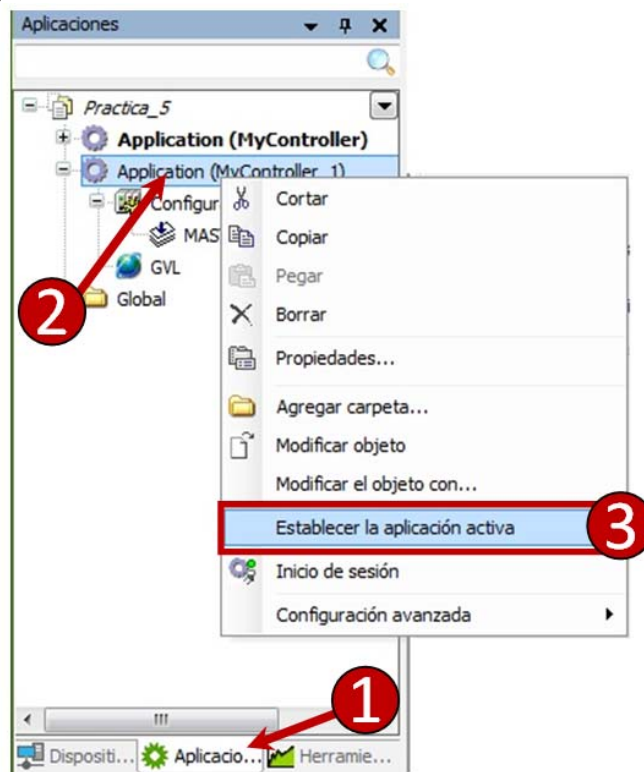 Aplicaciones
Practica_5
Application (MyController)
Application (MyController_1)
Configur
MAS
GVL
Global
2
Cortar
Copiar
Pegar
Borrar
Propiedades...
Agregar carpeta...
Modificar objeto
Modificar el objeto con...
Establecer la aplicación activa
3
Inicio de sesión
Configuración avanzada
1
Dispositi...
Aplicacio...
Herramie...